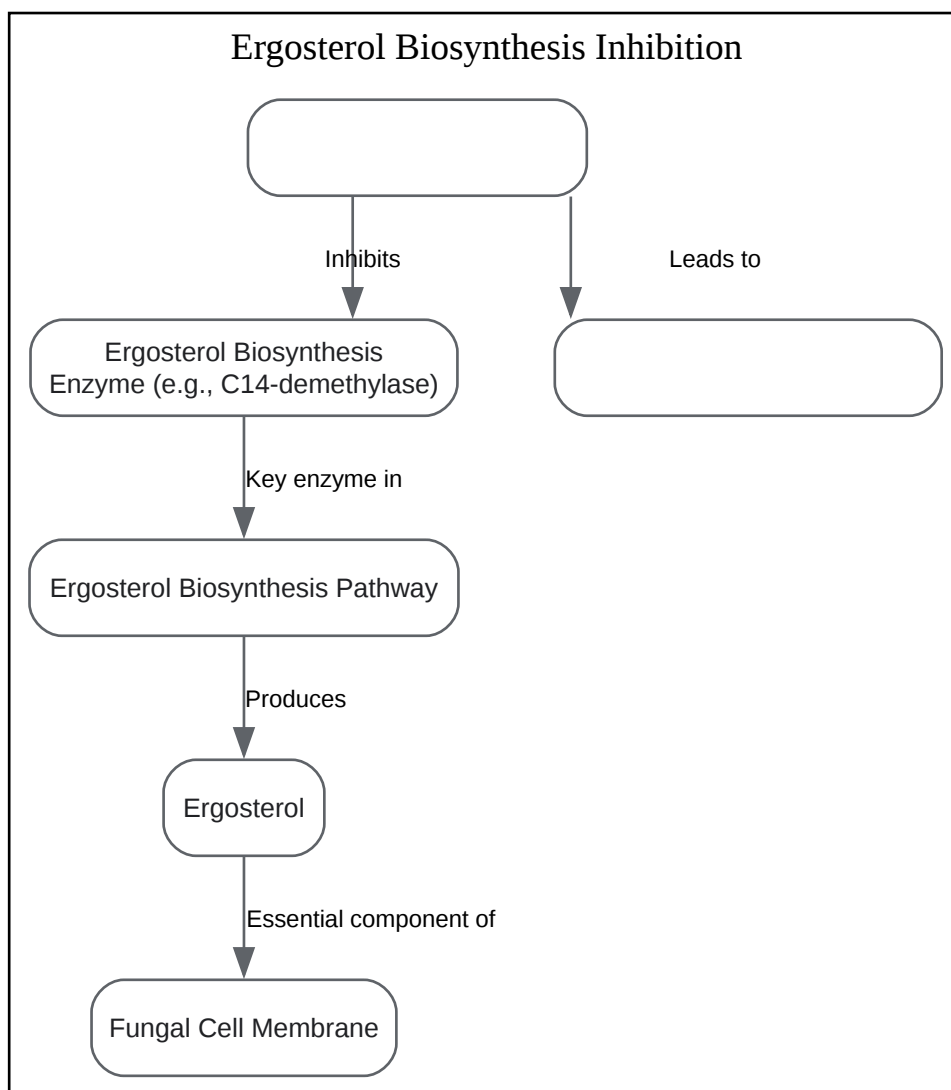 Ergosterol Biosynthesis Inhibition
Inhibits
Leads to
Ergosterol Biosynthesis
Enzyme (e.g., C14-demethylase)
Key enzyme in
Ergosterol Biosynthesis Pathway
Produces
Ergosterol
Essential component of
Fungal Cell Membrane